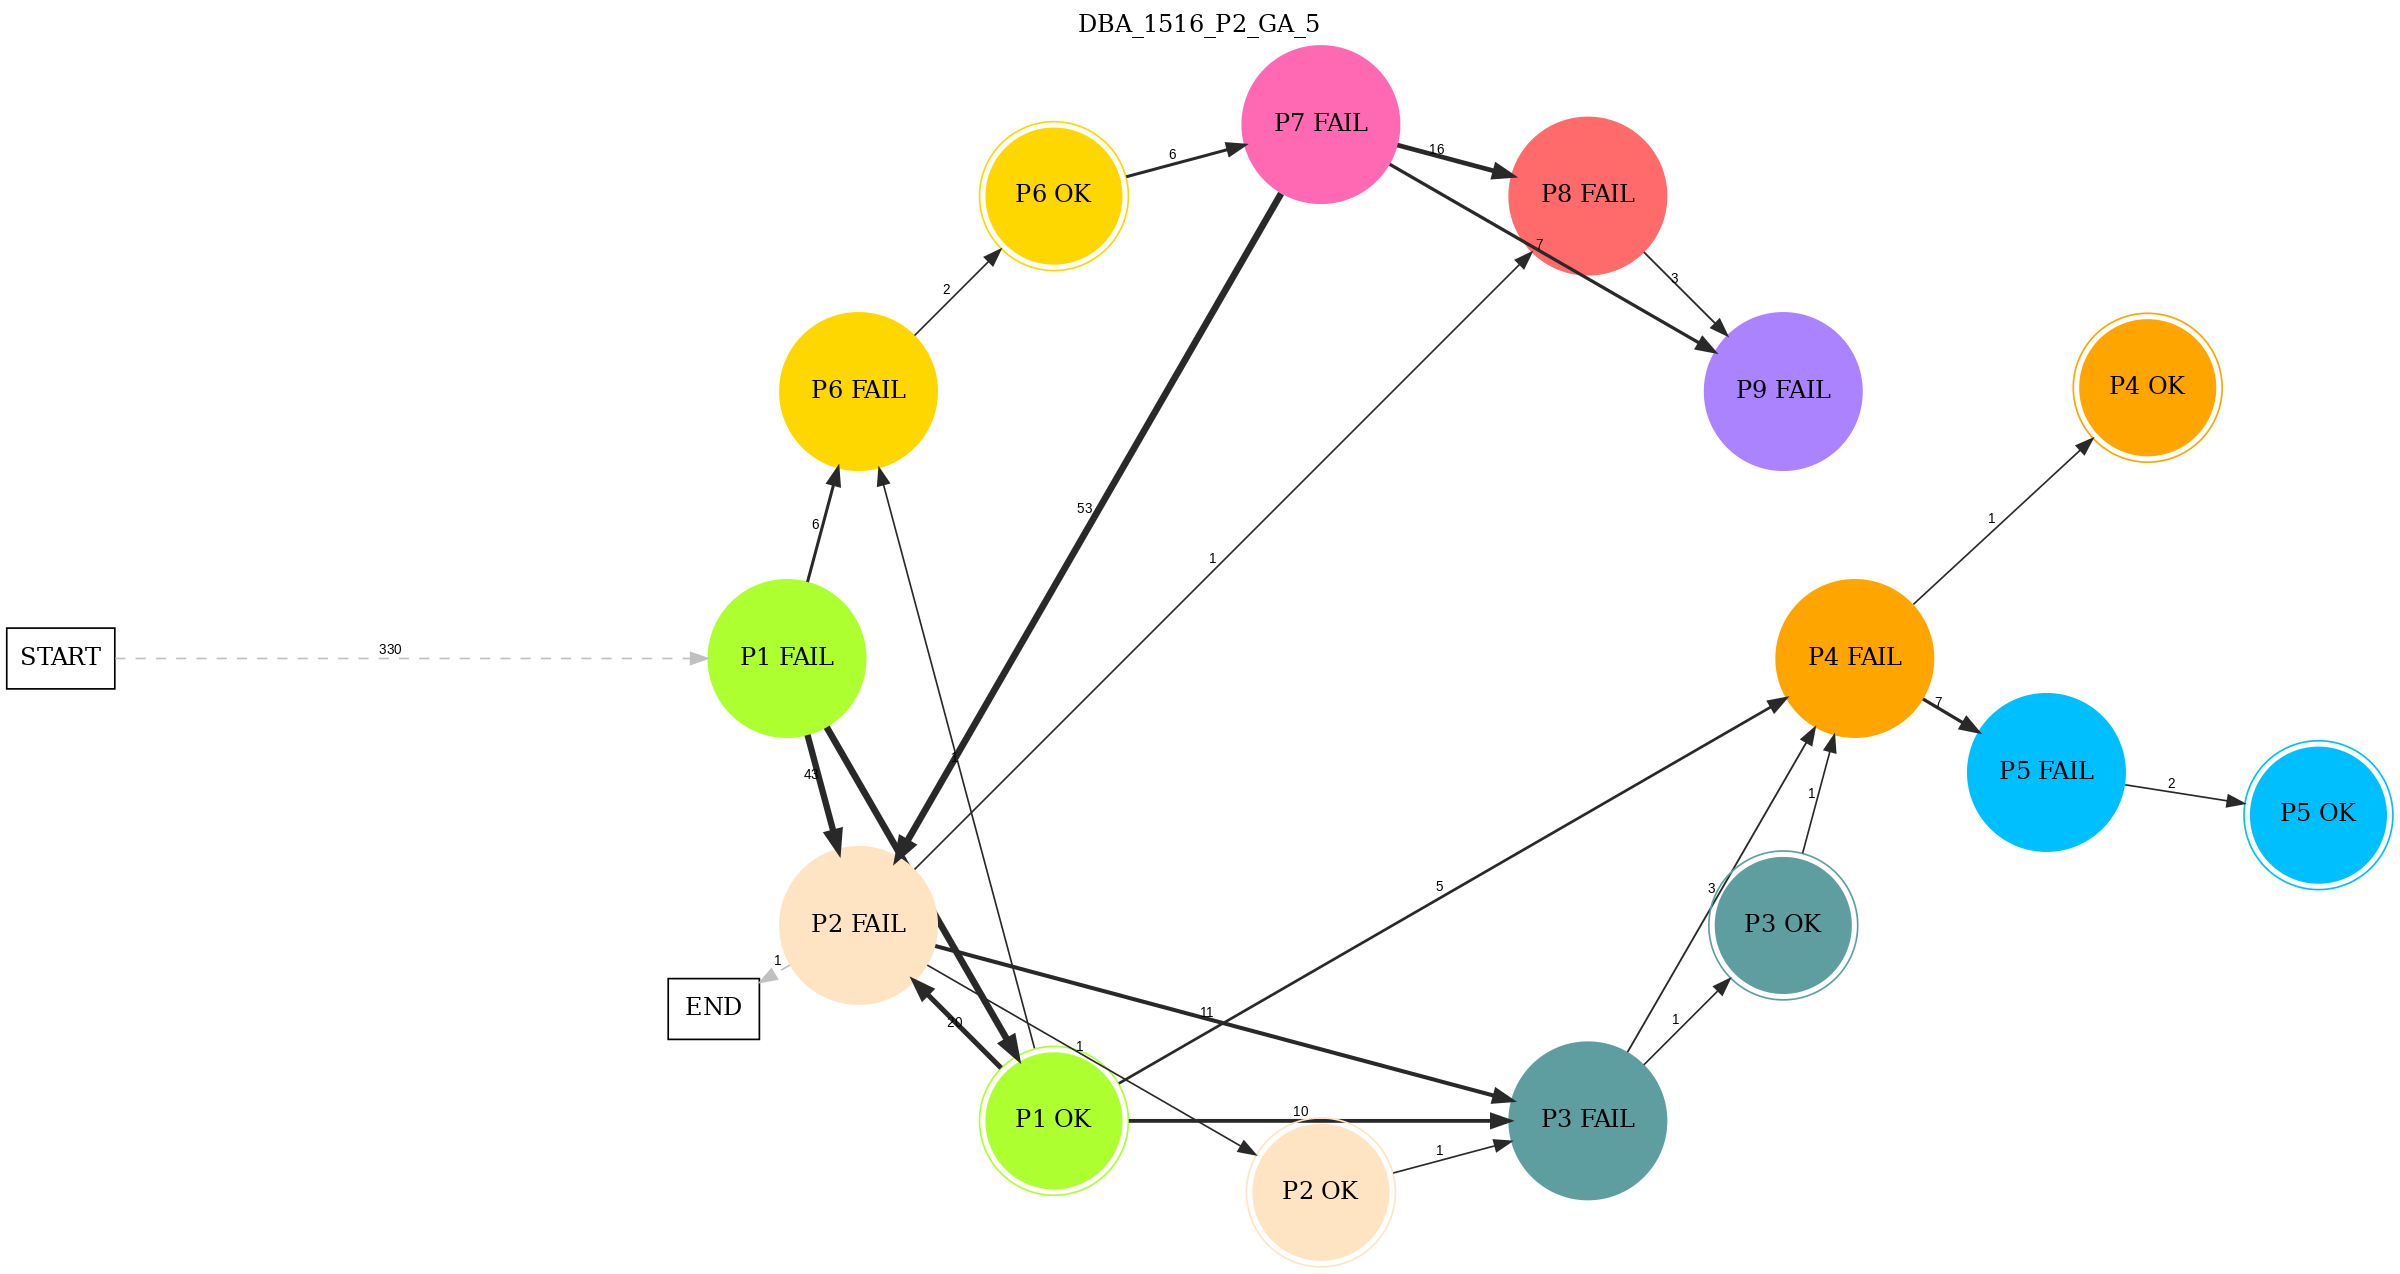 DBA_1516_P2_GA_5
P7 FAIL
16
6
P6 OK
P8 FAIL
7
3
2
P6 FAIL
P9 FAIL
P4 OK
53
1
6
1
330
START
P1 FAIL
P4 FAIL
7
43
P5 FAIL
2
1
P5 OK
5
3
P2 FAIL
P3 OK
1
END
11
20
1
1
10
P1 OK
P3 FAIL
1
P2 OK